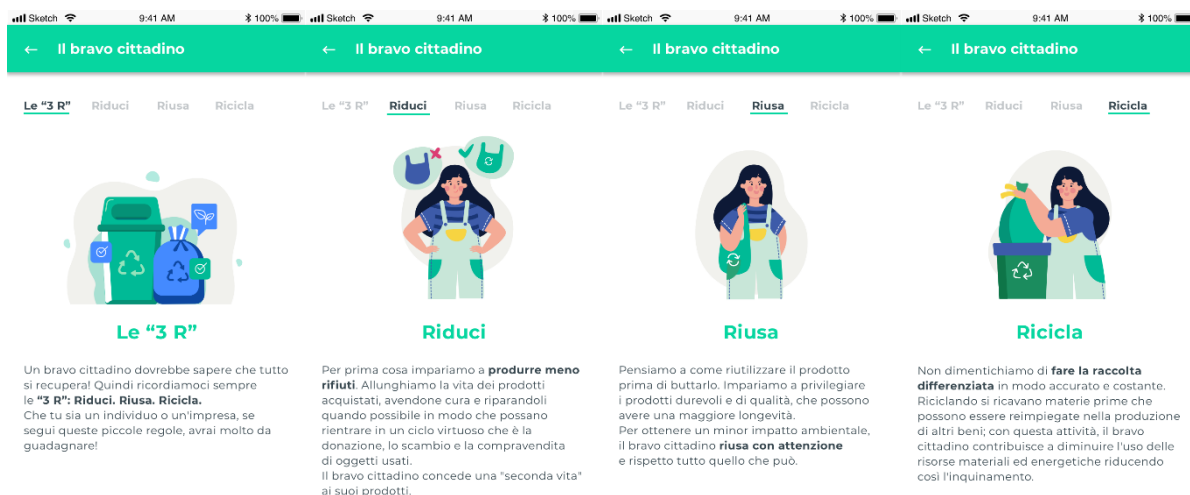 Sketch 9:41 AM 100%
Il bravo cittadino
Le “3 R” Riduci Riusa Ricicla
Le “3 R”
Un bravo cittadino dovrebbe sapere che tutto
si recupera! Quindi ricordiamoci sempre
le “3 R”: Riduci. Riusa. Ricicla.
Che tu sia un individuo o un'impresa, se
segui queste piccole regole, avrai molto da
guadagnare!
Sketch 9:41 AM 100%
Il bravo cittadino
Le “3 R” Riduci Riusa Ricicla
Riduci
Per prima cosa impariamo a produrre meno
rifiuti. Allunghiamo la vita dei prodotti
acquistati, avendone cura e riparandoli
quando possibile in modo che possano
rientrare in un ciclo virtuoso che è la
donazione, lo scambio e la compravendita
di oggetti usati.
Il bravo cittadino concede una "seconda vita"
ai suoi prodotti.
Sketch 9:41 AM 100%
Il bravo cittadino
Le “3 R” Riduci Riusa Ricicla
Riusa
Pensiamo a come riutilizzare il prodotto
prima di buttarlo. Impariamo a privilegiare
i prodotti durevoli e di qualità, che possono
avere una maggiore longevità.
Per ottenere un minor impatto ambientale,
il bravo cittadino riusa con attenzione
e rispetto tutto quello che può.
Sketch 9:41 AM 100%
Il bravo cittadino
Le “3 R” Riduci Riusa Ricicla
Ricicla
Non dimentichiamo di fare la raccolta
differenziata in modo accurato e costante.
Riciclando si ricavano materie prime che
possono essere reimpiegate nella produzione
di altri beni; con questa attività, il bravo
cittadino contribuisce a diminuire l'uso delle
risorse materiali ed energetiche riducendo
così l'inquinamento.